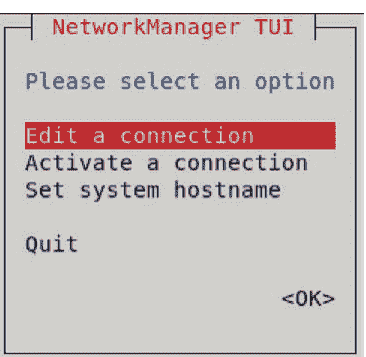 NetworkManager TUI
Please select an option
Edit a connection
Activate a connection
Set system hostname
Quit
<OK>